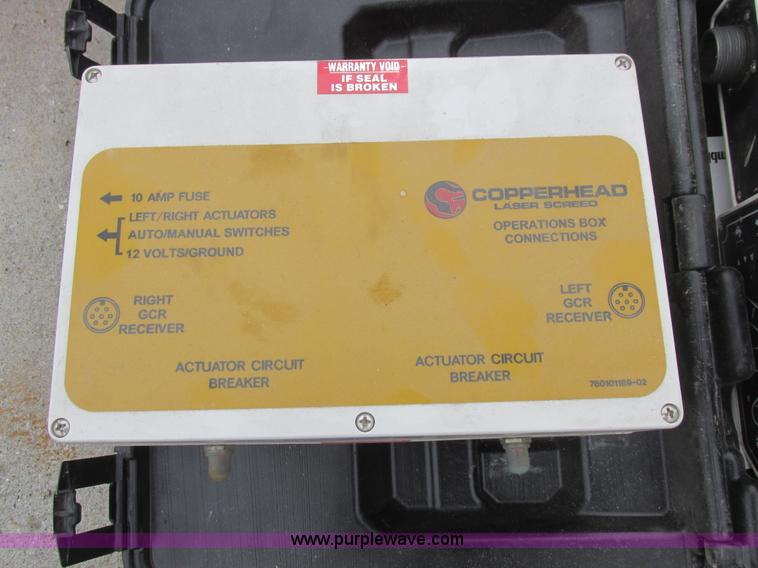 -WARRANTY VOID-
IF SEAL
IS BROKEN
10 AMP FUSE
LEFT/RIGHT ACTUATORS
AUTO/MANUAL SWITCHES
12 VOLTS/GROUND
COPPERHEAD
LASER SCREED
OPERATIONS BOX
CONNECTIONS
RIGHT
GCR
RECEIVER
LEFT
GCR
RECEIVER
ACTUATOR CIRCUIT
BREAKER
ACTUATOR CIRCUIT
BREAKER
780101189-02
www.purplewave.com